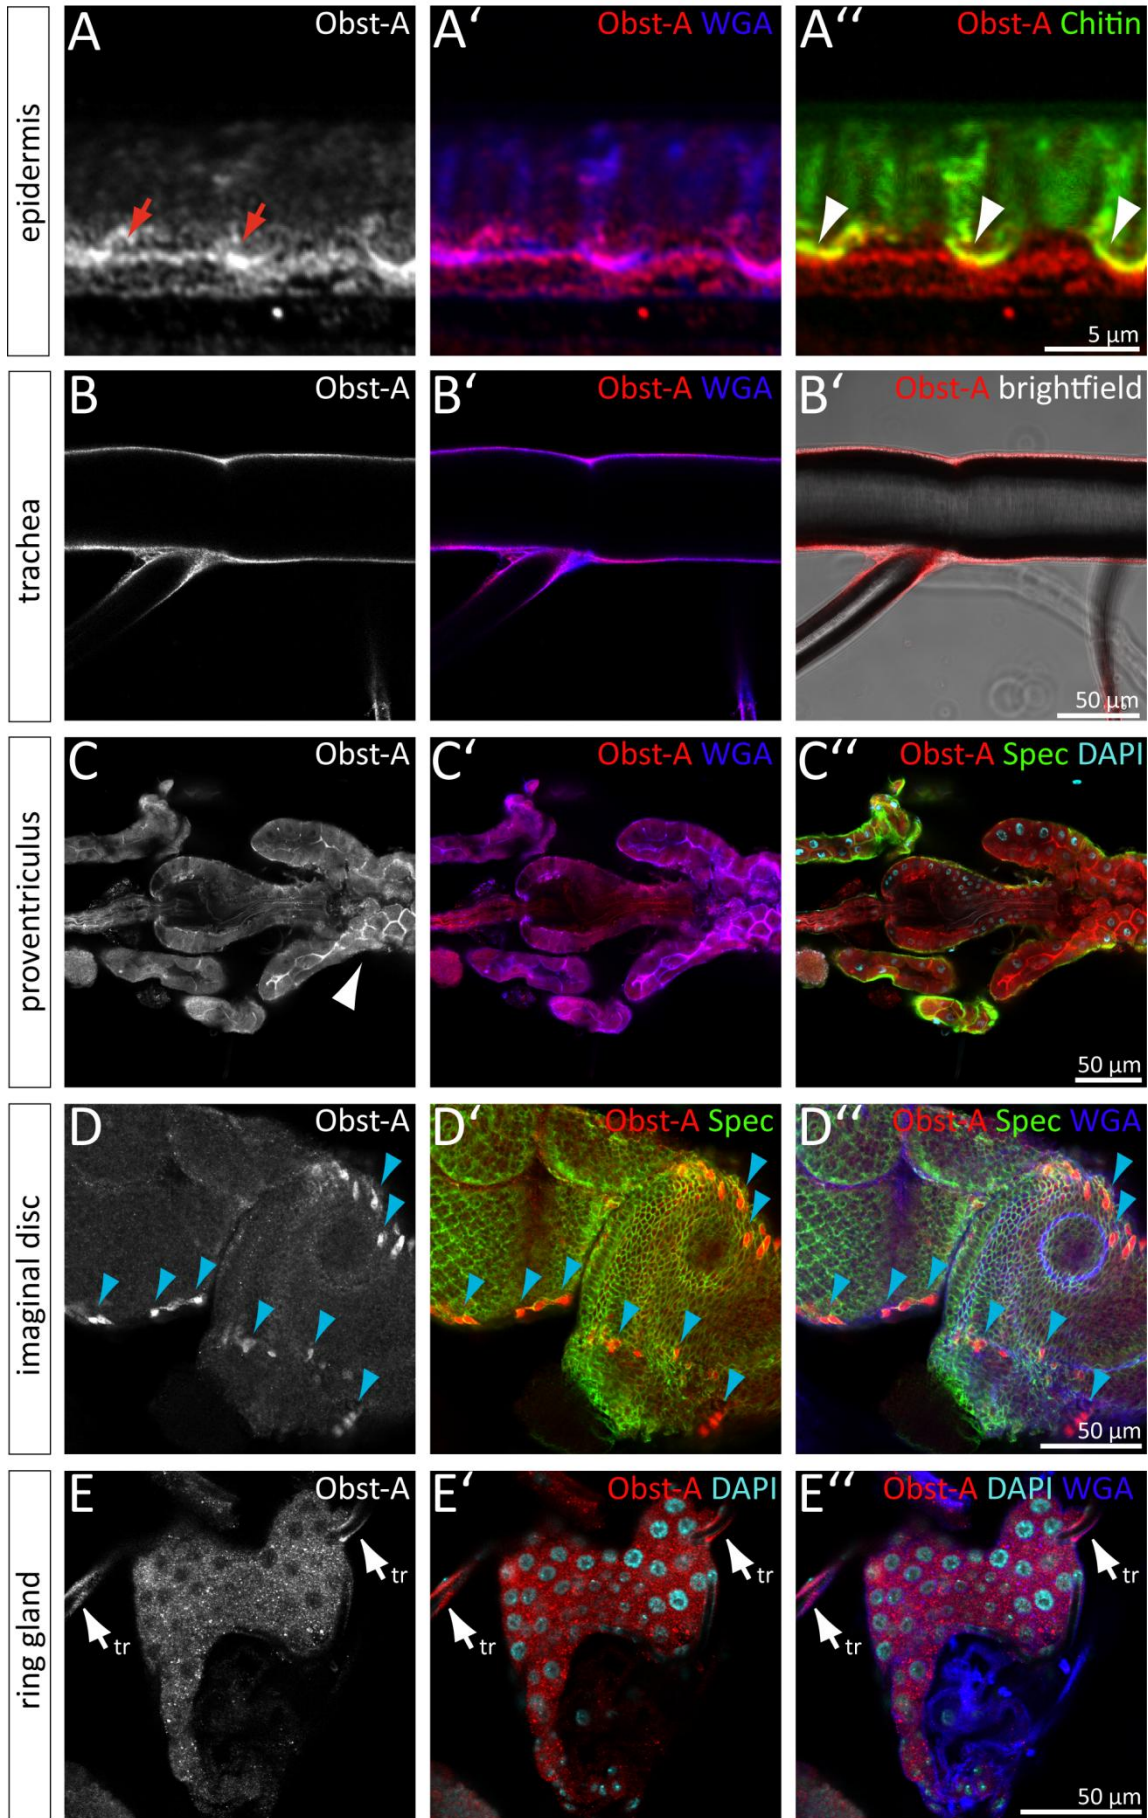 epidermis
A Obst-A
A‘ Obst-A WGA
A‘‘ Obst-A Chitin
5 µm
trachea
B Obst-A
B‘ Obst-A WGA
B‘ Obst-A brightfield
50 µm
proventriculus
C Obst-A
C‘ Obst-A WGA
C‘‘ Obst-A Spec DAPI
50 µm
imaginal disc
D Obst-A
D‘ Obst-A Spec
D‘‘ Obst-A Spec WGA
50 µm
ring gland
E Obst-A
tr
tr
E‘ Obst-A DAPI
tr
tr
E‘‘ Obst-A DAPI WGA
tr
tr
50 µm